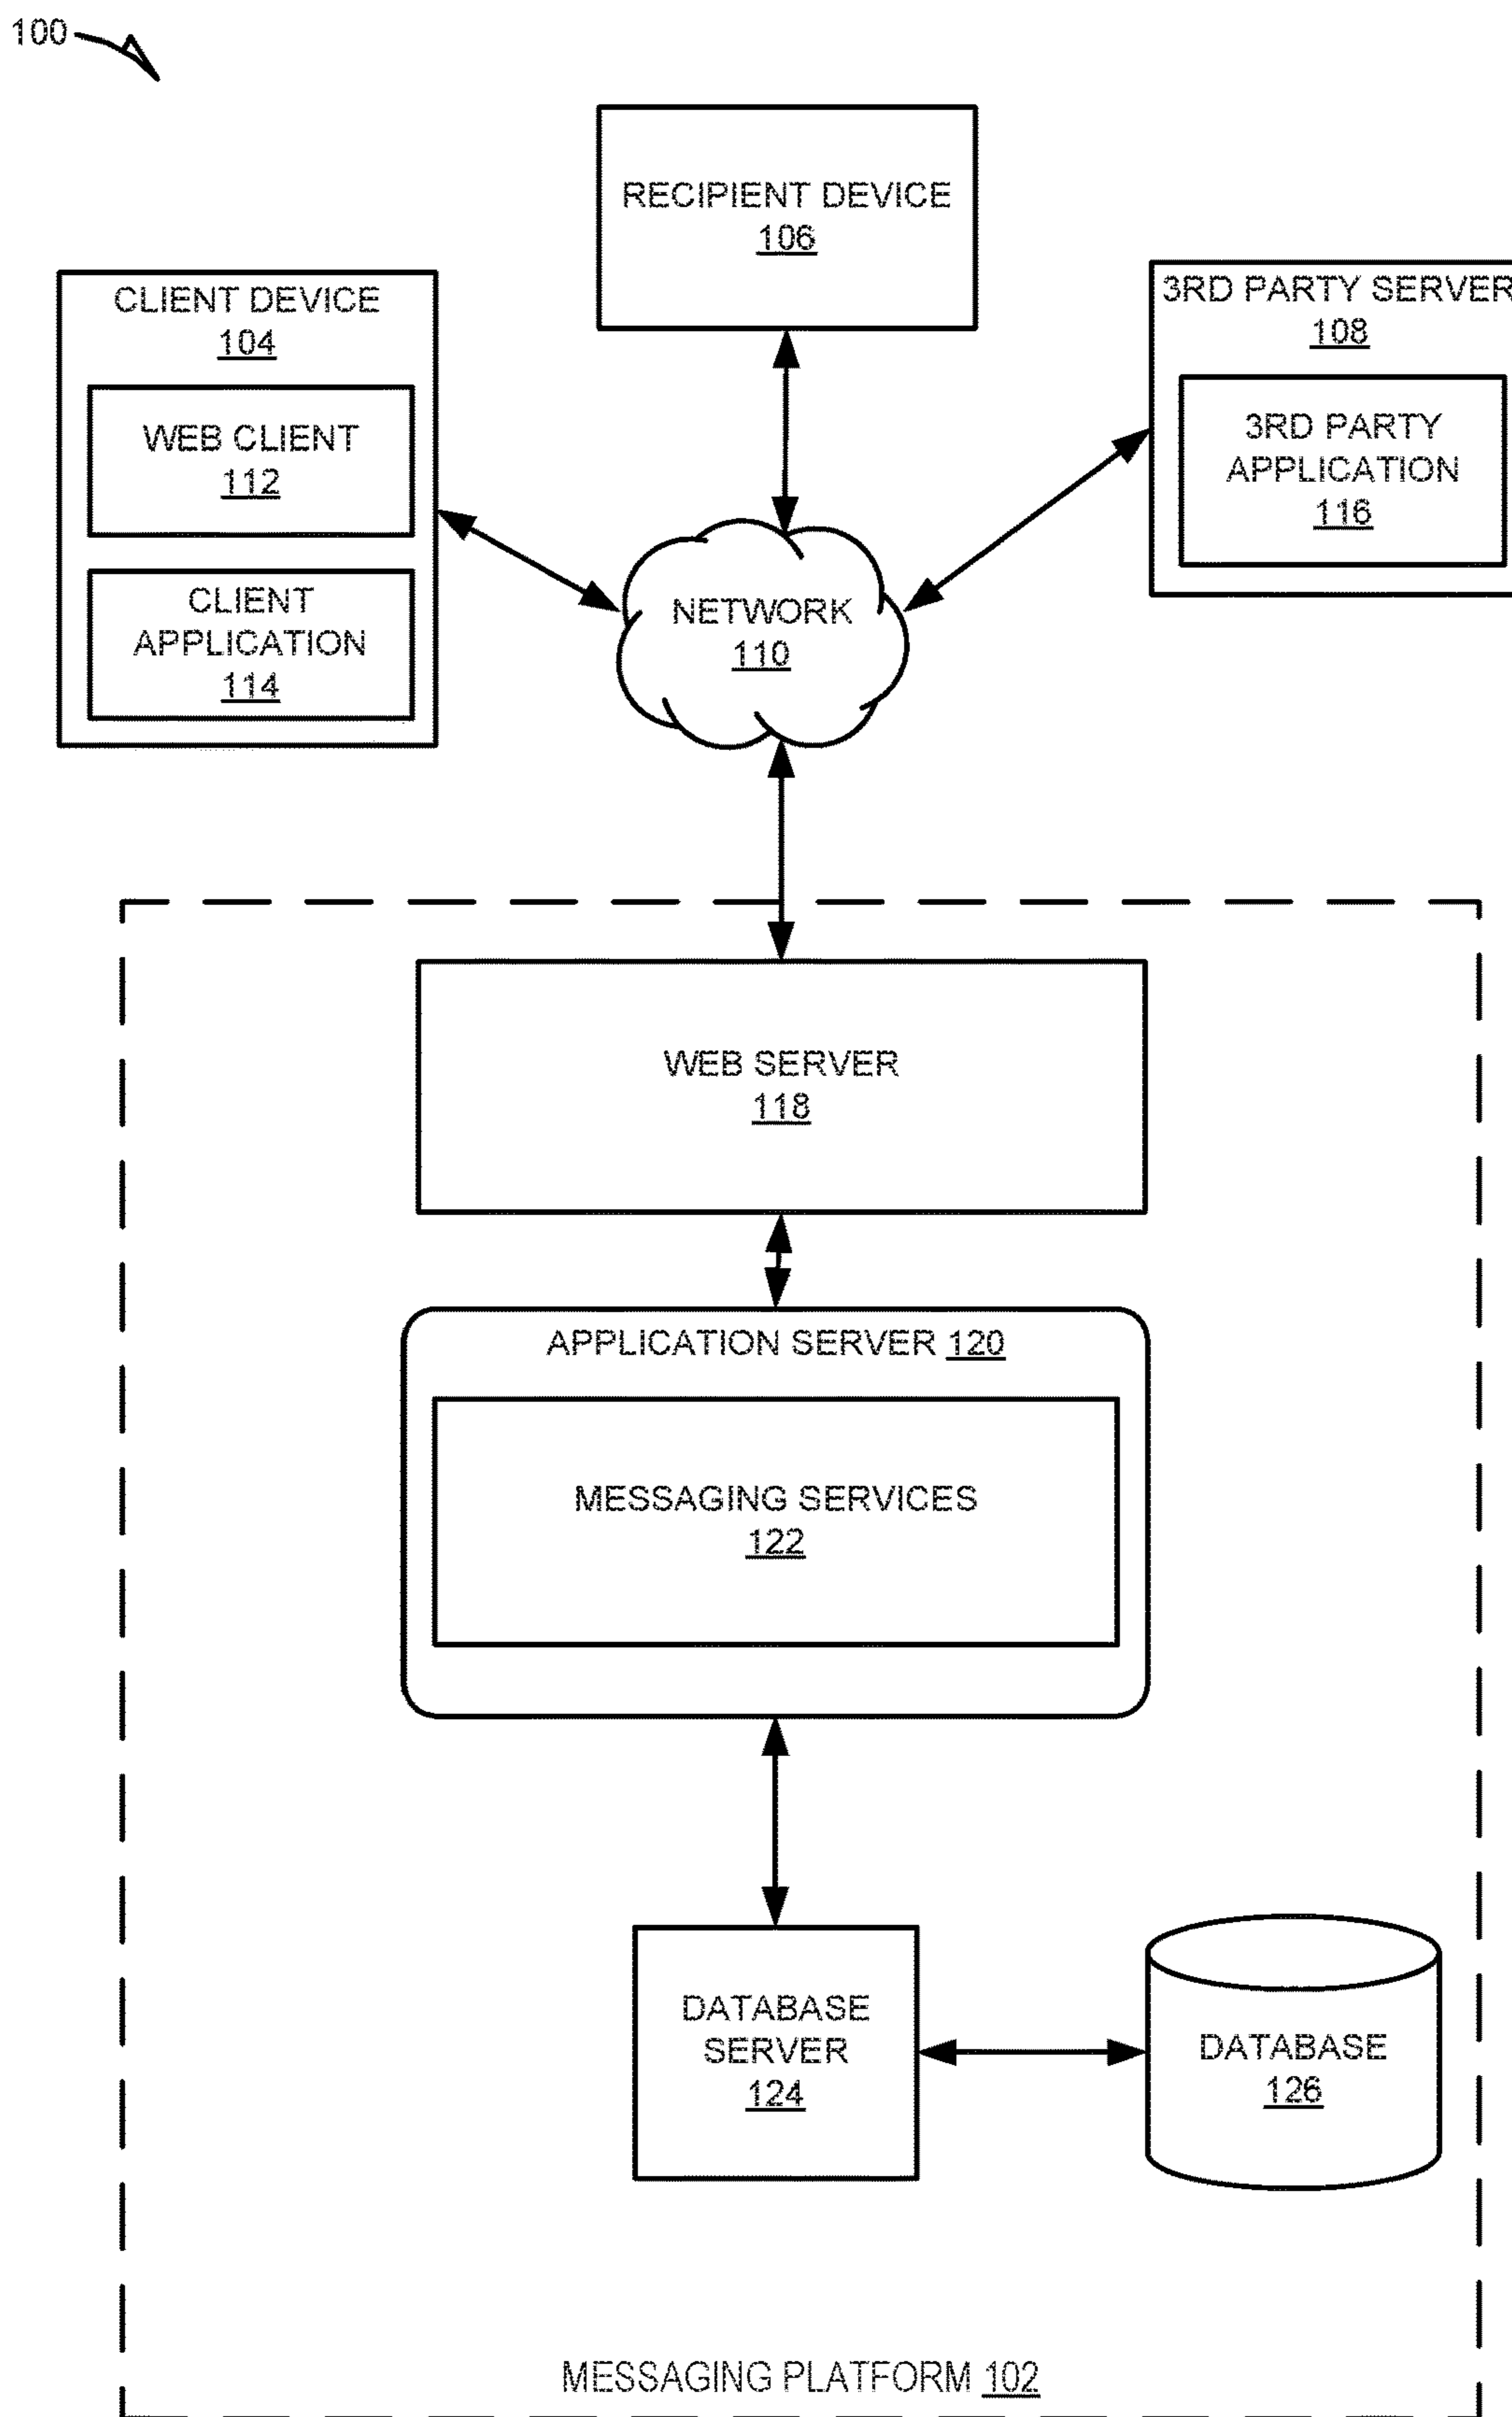 100
RECIPIENT DEVICE
106
CLIENT DEVICE
104
WEB CLIENT
112
CLIENT
APPLICATION
114
3RD PARTY SERVER
108
3RD PARTY
APPLICATION
116
NETWORK
110
WEB SERVER
118
APPLICATION SERVER 120
MESSAGING SERVICES
122
DATABASE
SERVER
124
DATABASE
126
MESSAGING PLATFORM 102